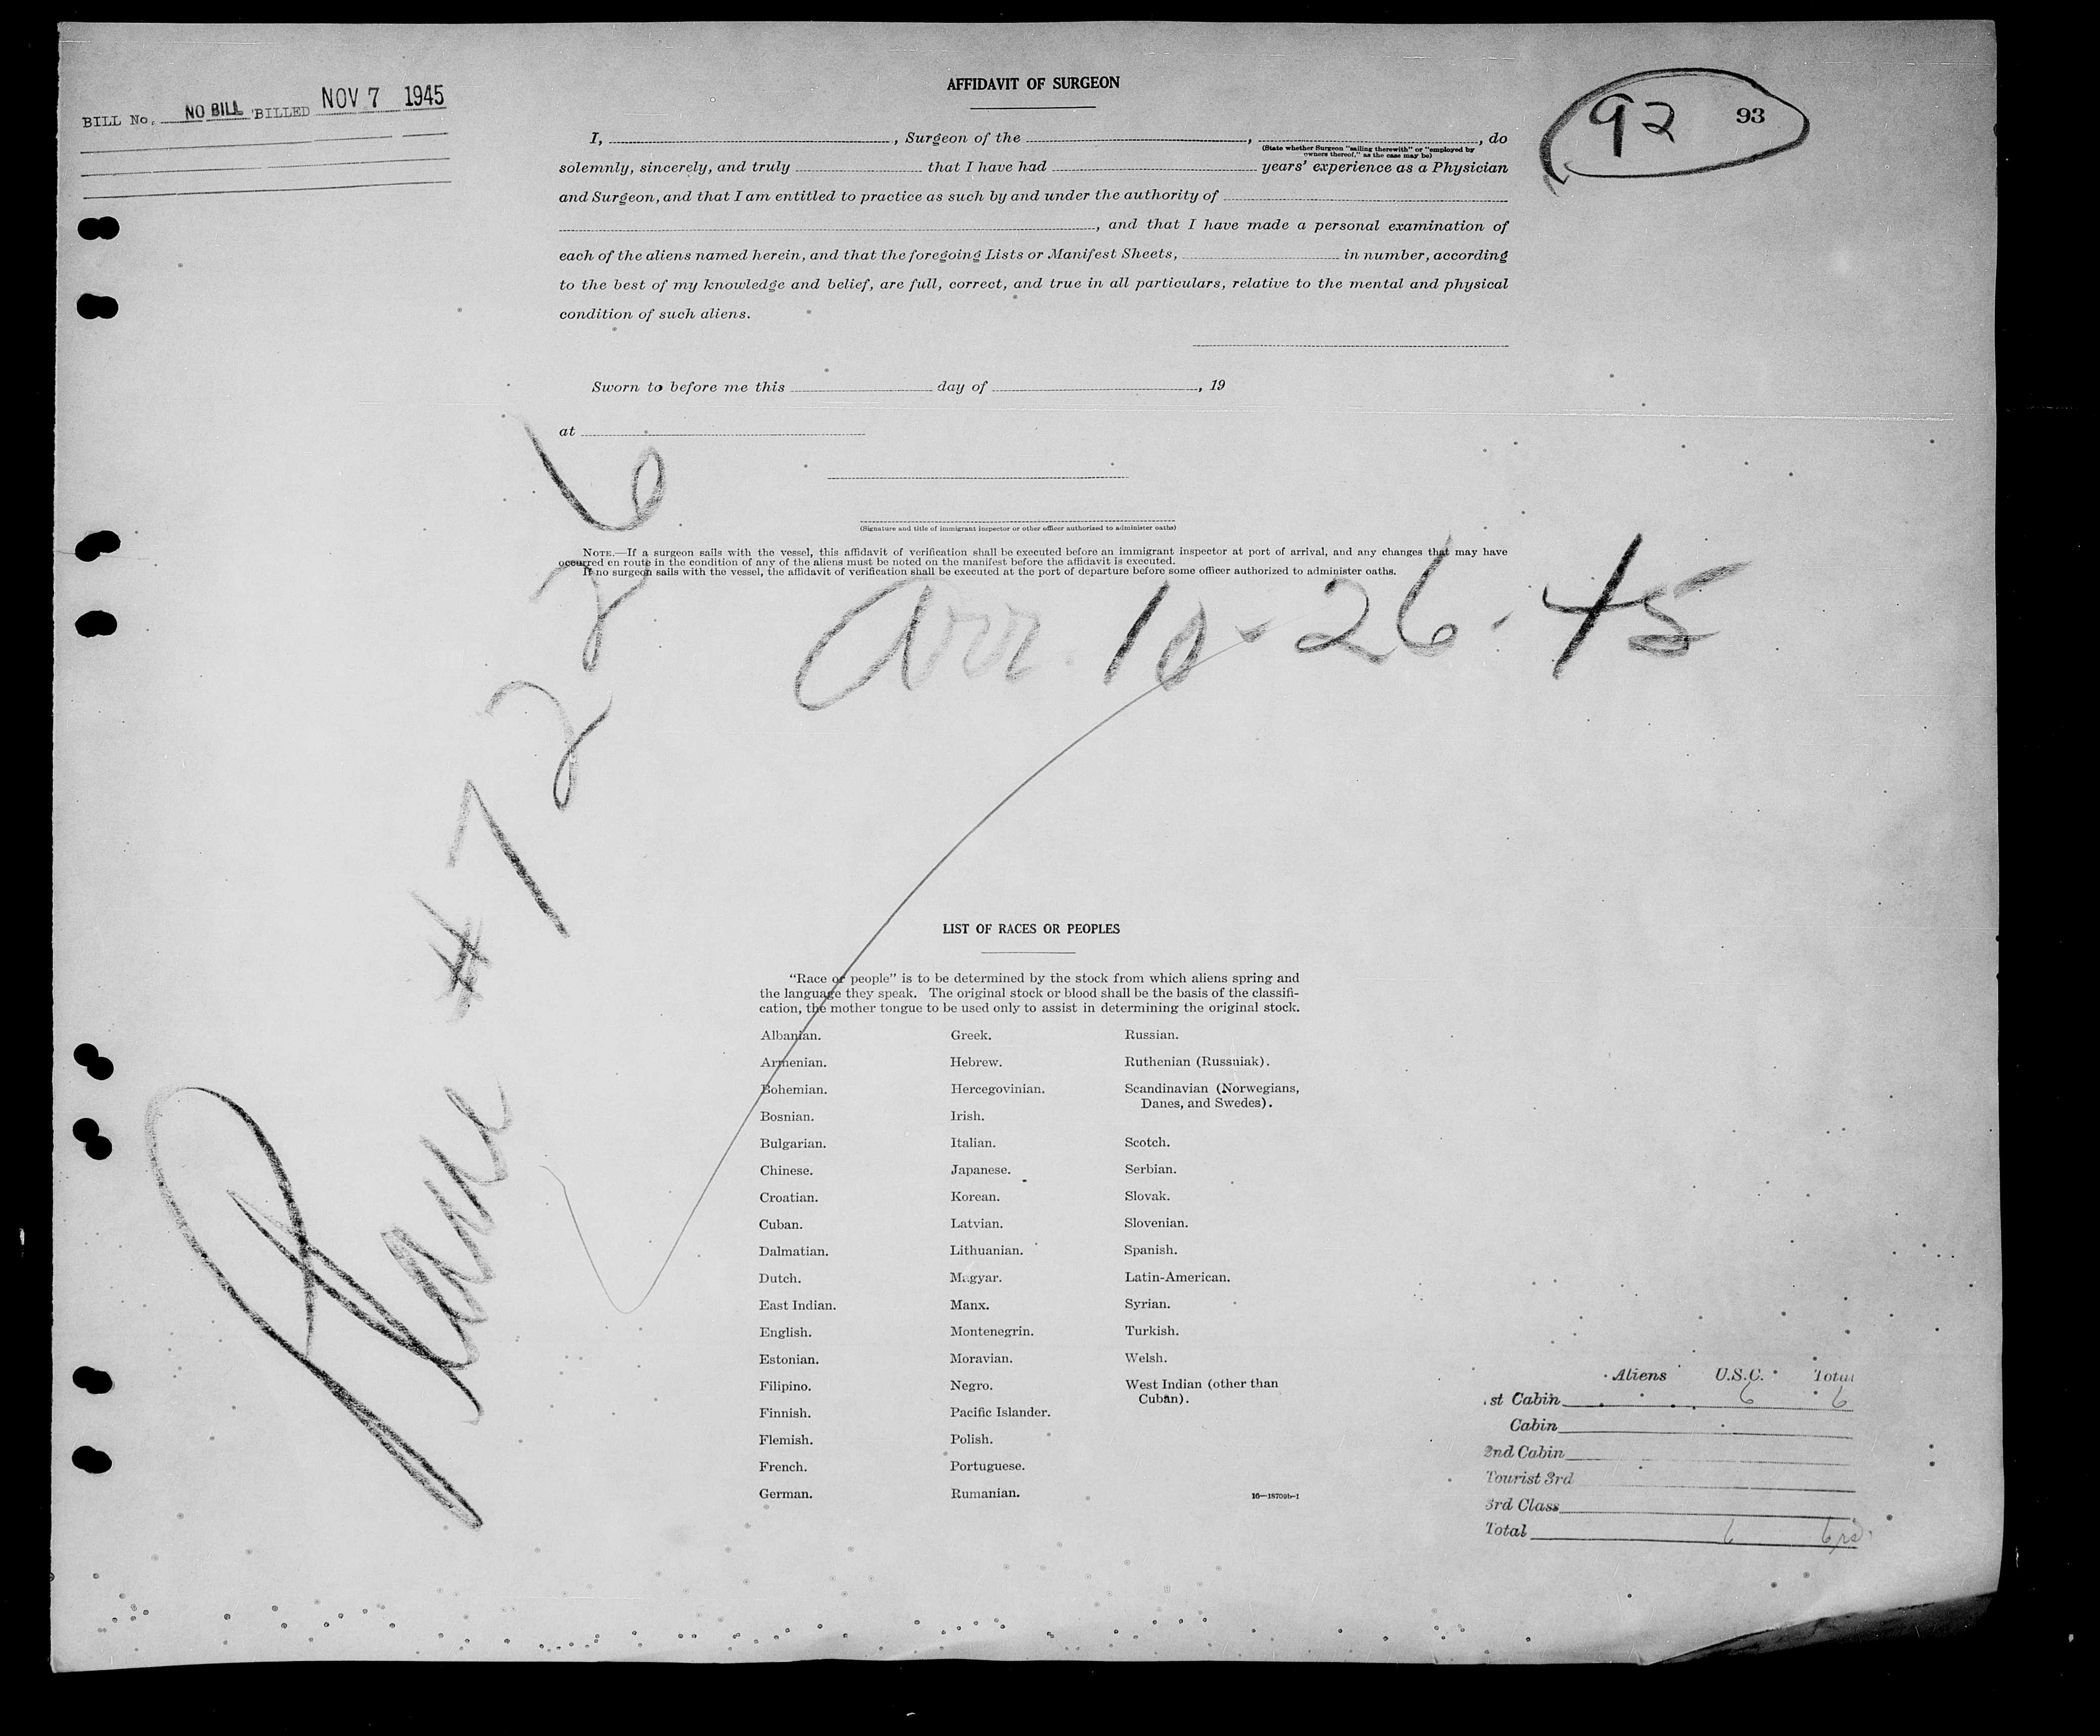 AFFIDAVIT OF SURGEON
BILL No. NO BILL BILLED NOV 7 1945
92 93
I, , Surgeon of the , , do
(State whether Surgeon "sailing therewith" or "employed by
owners thereof," as the case may be)
solemnly, sincerely, and truly that I have had years' experience as a Physician
and Surgeon, and that I am entitled to practice as such by and under the authority of
, and that I have made a personal examination of
each of the aliens named herein, and that the foregoing Lists or Manifest Sheets, in number, according
to the best of my knowledge and belief, are full, correct, and true in all particulars, relative to the mental and physical
condition of such aliens.
Sworn to before me this day of , 19
at
(Signature and title of immigrant inspector or other officer authorized to administer oaths)
NOTE.—If a surgeon sails with the vessel, this affidavit of verification shall be executed before an immigrant inspector at port of arrival, and any changes that may have
occurred en route in the condition of any of the aliens must be noted on the manifest before the affidavit is executed.
If no surgeon sails with the vessel, the affidavit of verification shall be executed at the port of departure before some officer authorized to administer oaths.
Arr. 10-26-45
Plane #7226
LIST OF RACES OR PEOPLES
"Race or people" is to be determined by the stock from which aliens spring and
the language they speak. The original stock or blood shall be the basis of the classifi-
cation, the mother tongue to be used only to assist in determining the original stock.
Albanian.
Armenian.
Bohemian.
Bosnian.
Bulgarian.
Chinese.
Croatian.
Cuban.
Dalmatian.
Dutch.
East Indian.
English.
Estonian.
Filipino.
Finnish.
Flemish.
French.
German.
Greek.
Hebrew.
Hercegovinian.
Irish.
Italian.
Japanese.
Korean.
Latvian.
Lithuanian.
Magyar.
Manx.
Montenegrin.
Moravian.
Negro.
Pacific Islander.
Polish.
Portuguese.
Rumanian.
Russian.
Ruthenian (Russniak).
Scandinavian (Norwegians,
Danes, and Swedes).
Scotch.
Serbian.
Slovak.
Slovenian.
Spanish.
Latin-American.
Syrian.
Turkish.
Welsh.
West Indian (other than
Cuban).
16—18709b-1
Aliens U.S.C. Total
st Cabin 6 6
Cabin
2nd Cabin
Tourist 3rd
3rd Class
Total 6 6